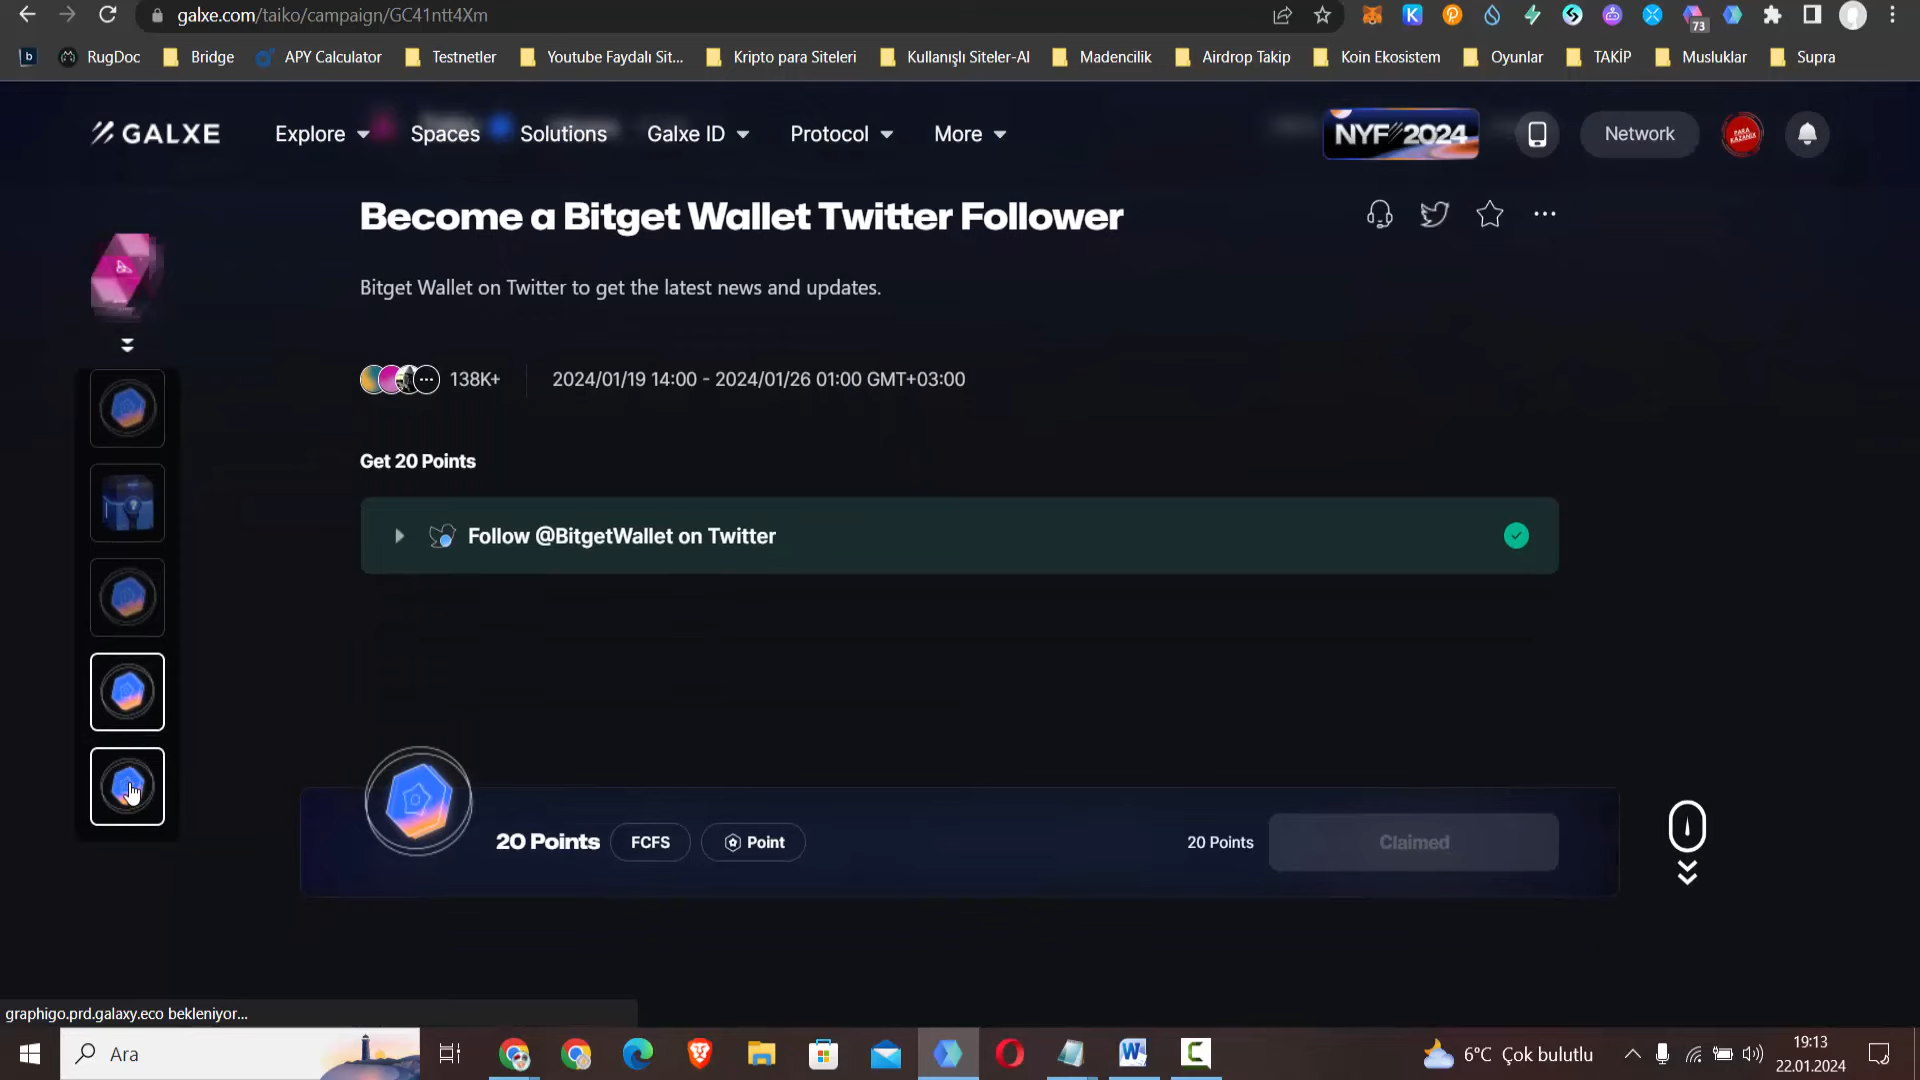 galxe.com/taiko/campaign/GC41ntt4Xm
73
b RugDoc Bridge APY Calculator Testnetler Youtube Faydalı Sit... Kripto para Siteleri Kullanışlı Siteler-AI Madencilik Airdrop Takip Koin Ekosistem Oyunlar TAKİP Musluklar Supra
GALXE Explore Spaces Solutions Galxe ID Protocol More NYF 2024 Network PARA KAZANIX
Become a Bitget Wallet Twitter Follower
Bitget Wallet on Twitter to get the latest news and updates.
138K+ 2024/01/19 14:00 - 2024/01/26 01:00 GMT+03:00
Get 20 Points
Follow @BitgetWallet on Twitter
20 Points FCFS Point 20 Points Claimed
graphigo.prd.galaxy.eco bekleniyor...
Ara 6°C Çok bulutlu 19:13
22.01.2024